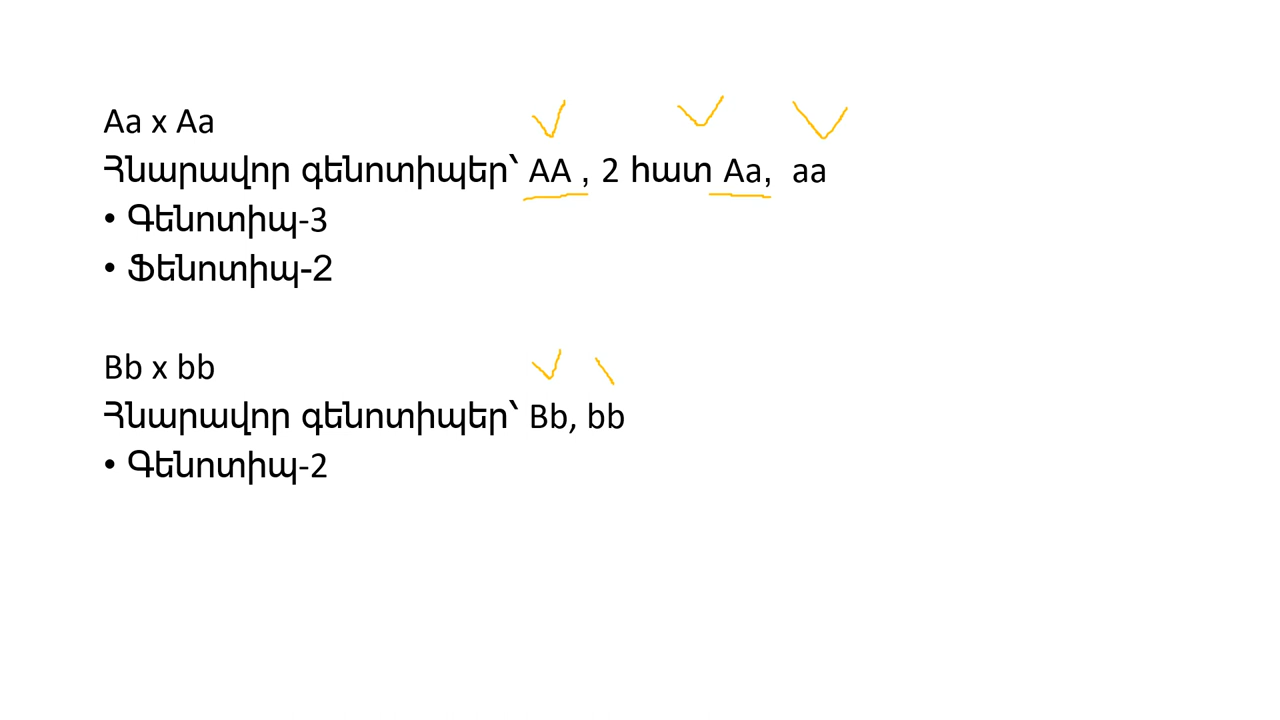 Aa x Aa
Հնարավոր գենոտիպեր՝ AA , 2 հատ Aa, aa
• Գենոտիպ-3
• Ֆենոտիպ-2
Bb x bb
Հնարավոր գենոտիպեր՝ Bb, bb
• Գենոտիպ-2